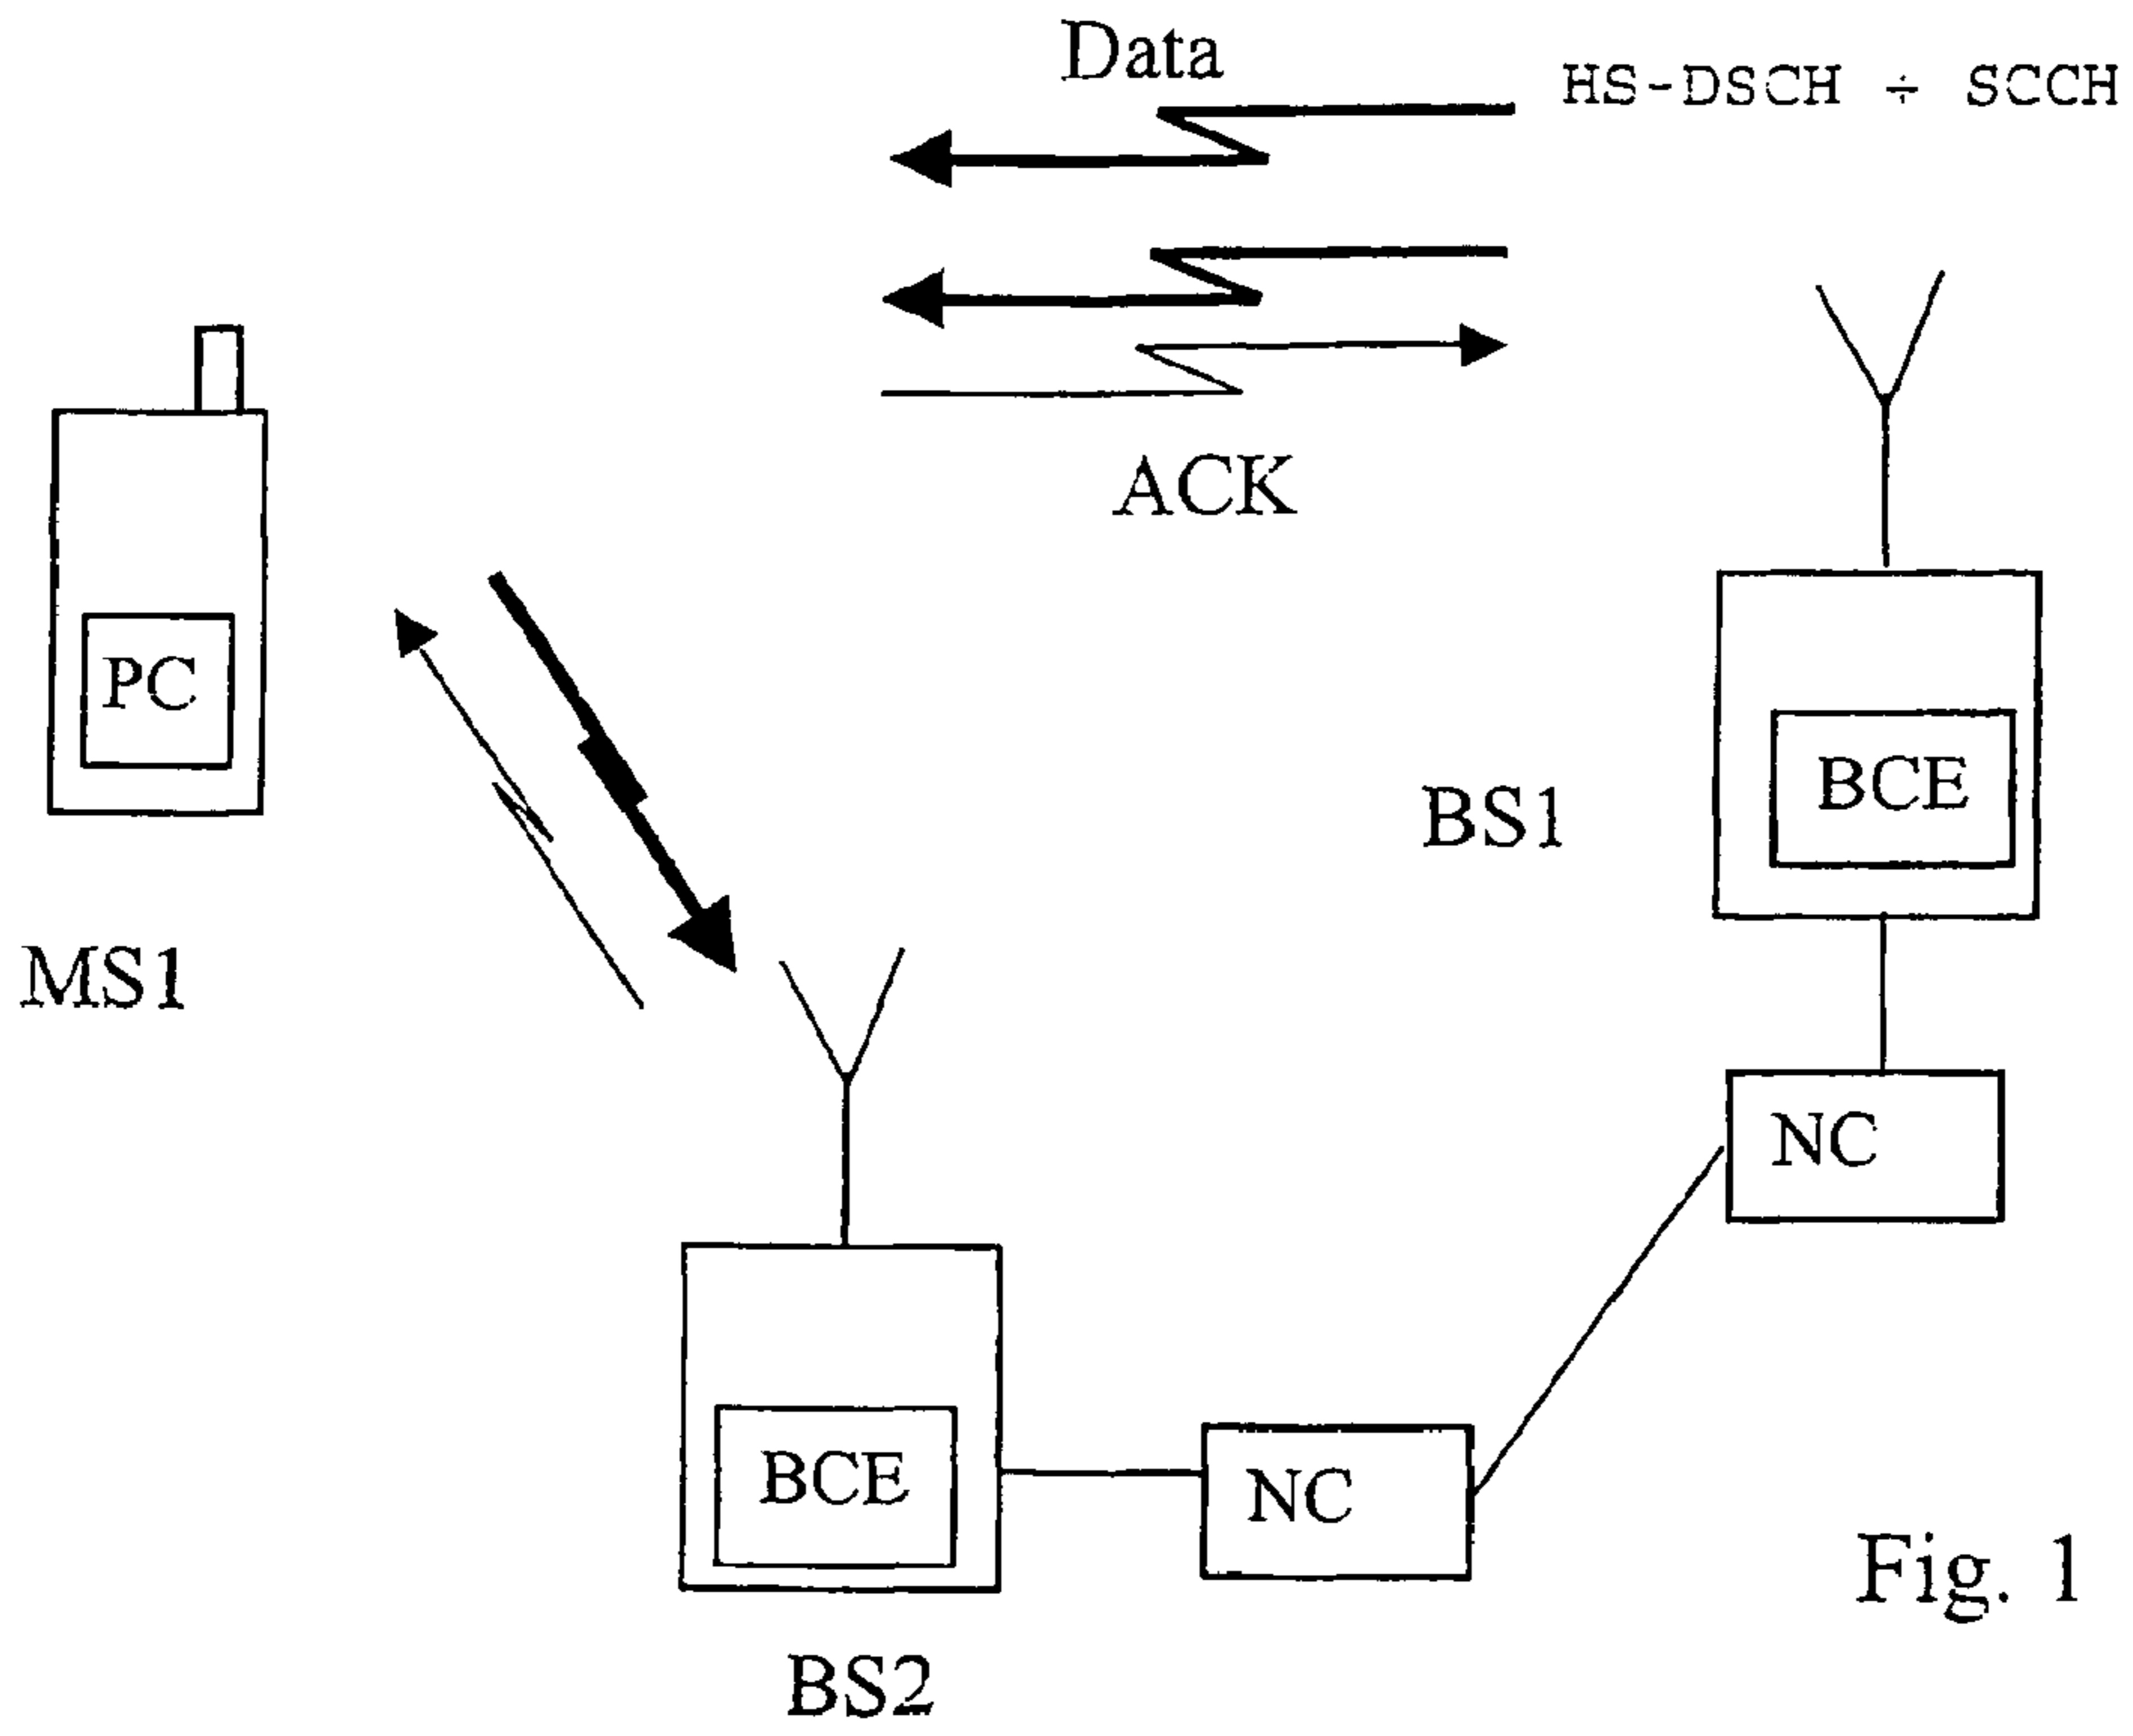 Data
HS-DSCH ÷ SCCH
ACK
PC
BCE
BS1
MS1
NC
BCE
NC
Fig. 1
BS2